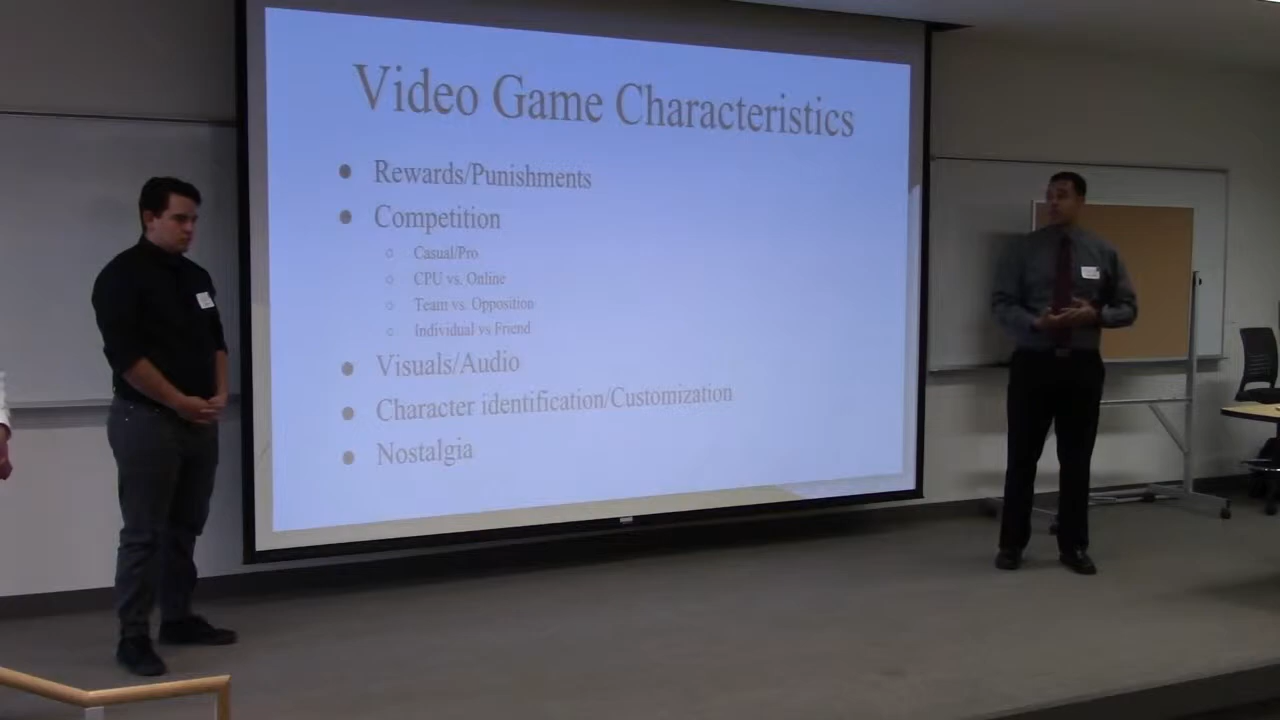 Video Game Characteristics
● Rewards/Punishments
● Competition
○ Casual/Pro
○ CPU vs. Online
○ Team vs. Opposition
○ Individual vs Friend
● Visuals/Audio
● Character identification/Customization
● Nostalgia